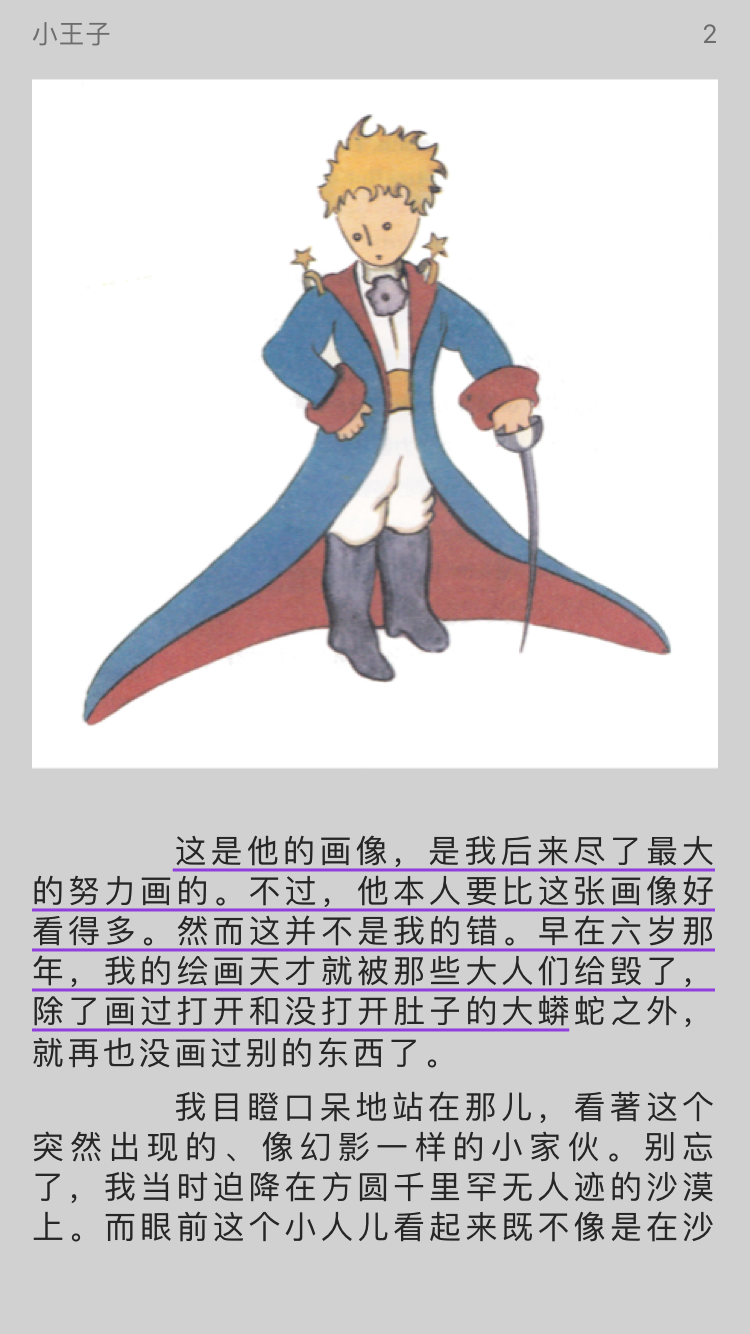 小王子
2
这是他的画像，是我后来尽了最大
的努力画的。不过，他本人要比这张画像好
看得多。然而这并不是我的错。早在六岁那
年，我的绘画天才就被那些大人们给毁了，
除了画过打开和没打开肚子的大蟒蛇之外，
就再也没画过别的东西了。
我目瞪口呆地站在那儿，看著这个
突然出现的、像幻影一样的小家伙。别忘
了，我当时迫降在方圆千里罕无人迹的沙漠
上。而眼前这个小人儿看起来既不像是在沙